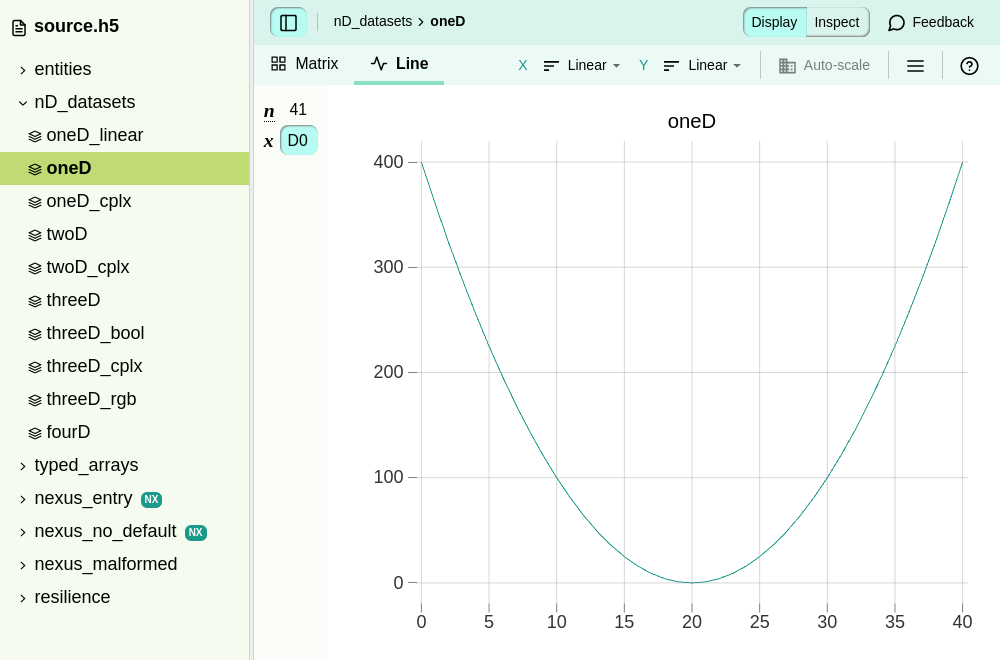 source.h5
entities
nD_datasets
oneD_linear
oneD
oneD_cplx
twoD
twoD_cplx
threeD
threeD_bool
threeD_cplx
threeD_rgb
fourD
typed_arrays
nexus_entry NX
nexus_no_default NX
nexus_malformed
resilience
nD_datasets oneD
Display Inspect Feedback
Matrix Line X Linear Y Linear Auto-scale
n 41
x D0
oneD
400
300
200
100
0
0 5 10 15 20 25 30 35 40